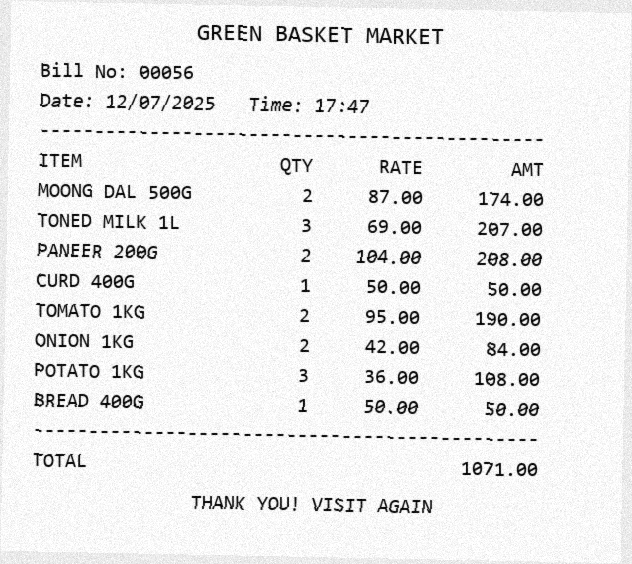 GREEN BASKET MARKET
Bill No: 00056
Date: 12/07/2025 Time: 17:47
----------------------------------------------------
ITEM QTY RATE AMT
MOONG DAL 500G 2 87.00 174.00
TONED MILK 1L 3 69.00 207.00
PANEER 200G 2 104.00 208.00
CURD 400G 1 50.00 50.00
TOMATO 1KG 2 95.00 190.00
ONION 1KG 2 42.00 84.00
POTATO 1KG 3 36.00 108.00
BREAD 400G 1 50.00 50.00
----------------------------------------------------
TOTAL 1071.00
THANK YOU! VISIT AGAIN